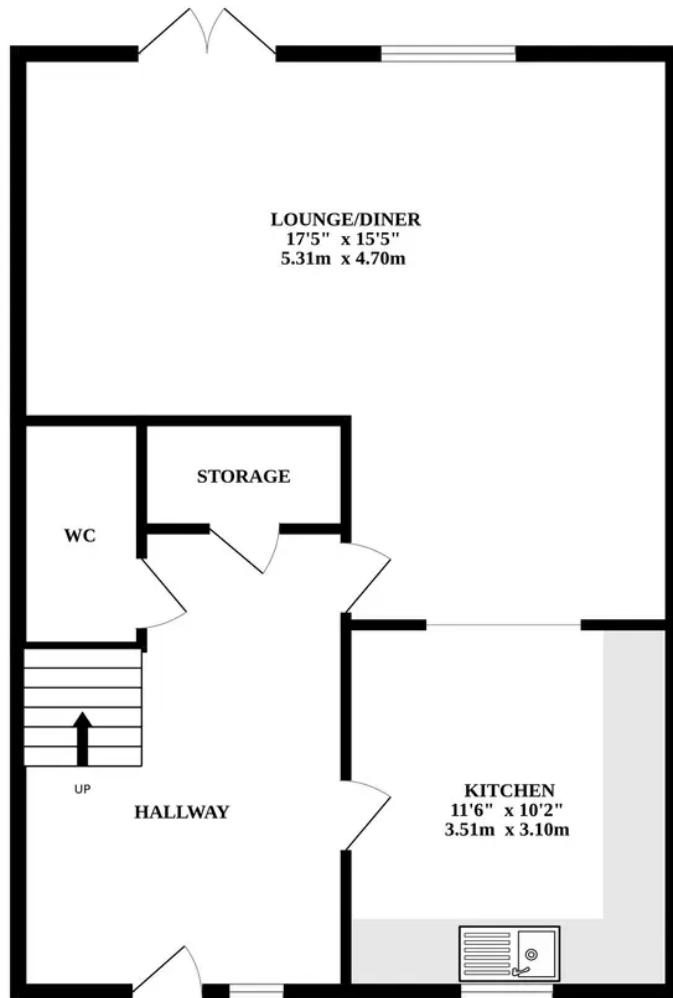 LOUNGE/DINER
17'5" x 15'5"
5.31m x 4.70m
STORAGE
WC
UP
HALLWAY
KITCHEN
11'6" x 10'2"
3.51m x 3.10m